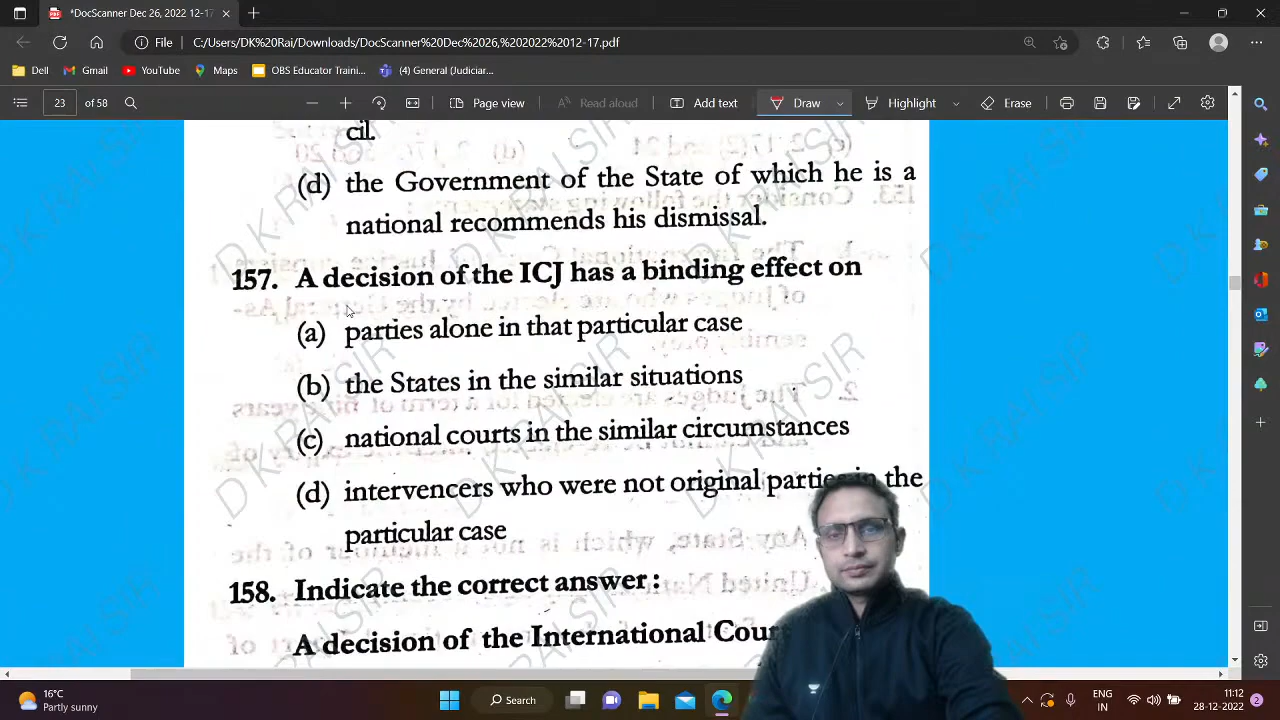 *DocScanner Dec 26, 2022 12-17.
File
C:/Users/DK%20Rai/Downloads/DocScanner%20Dec%2026,%202022%2012-17.pdf
Dell
Gmail
YouTube
Maps
OBS Educator Traini...
(4) General (Judiciar...
23 of 58
Page view
Read aloud
Add text
Draw
Highlight
Erase
cil.
(d) the Government of the State of which he is a
national recommends his dismissal.
157. A decision of the ICJ has a binding effect on
(a) parties alone in that particular case
(b) the States in the similar situations
(c) national courts in the similar circumstances
(d) intervencers who were not original parties in the
particular case
158. Indicate the correct answer:
A decision of the International Cour
D K RAI SIR
16°C
Partly sunny
Search
ENG
IN
11:12
28-12-2022
2